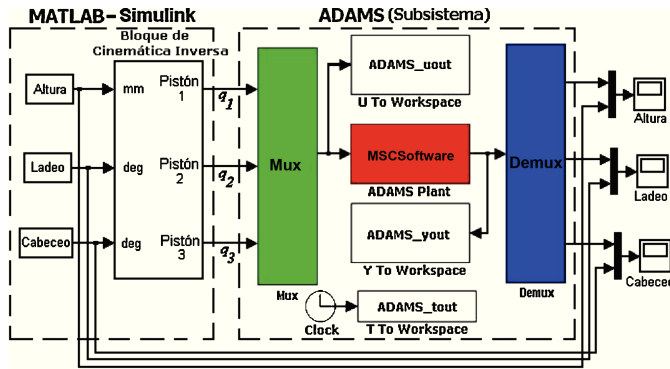 MATLAB - Simulink
ADAMS (Subsistema)
Bloque de
Cinemática Inversa
Altura
Ladeo
Cabeceo
mm
deg
deg
Pistón
1
Pistón
2
Pistón
3
q1
q2
q3
Mux
Mux
ADAMS_uout
U To Workspace
MSCSoftware
ADAMS Plant
ADAMS_yout
Y To Workspace
Clock
ADAMS_tout
T To Workspace
Demux
Demux
Altura
Ladeo
Cabeceo